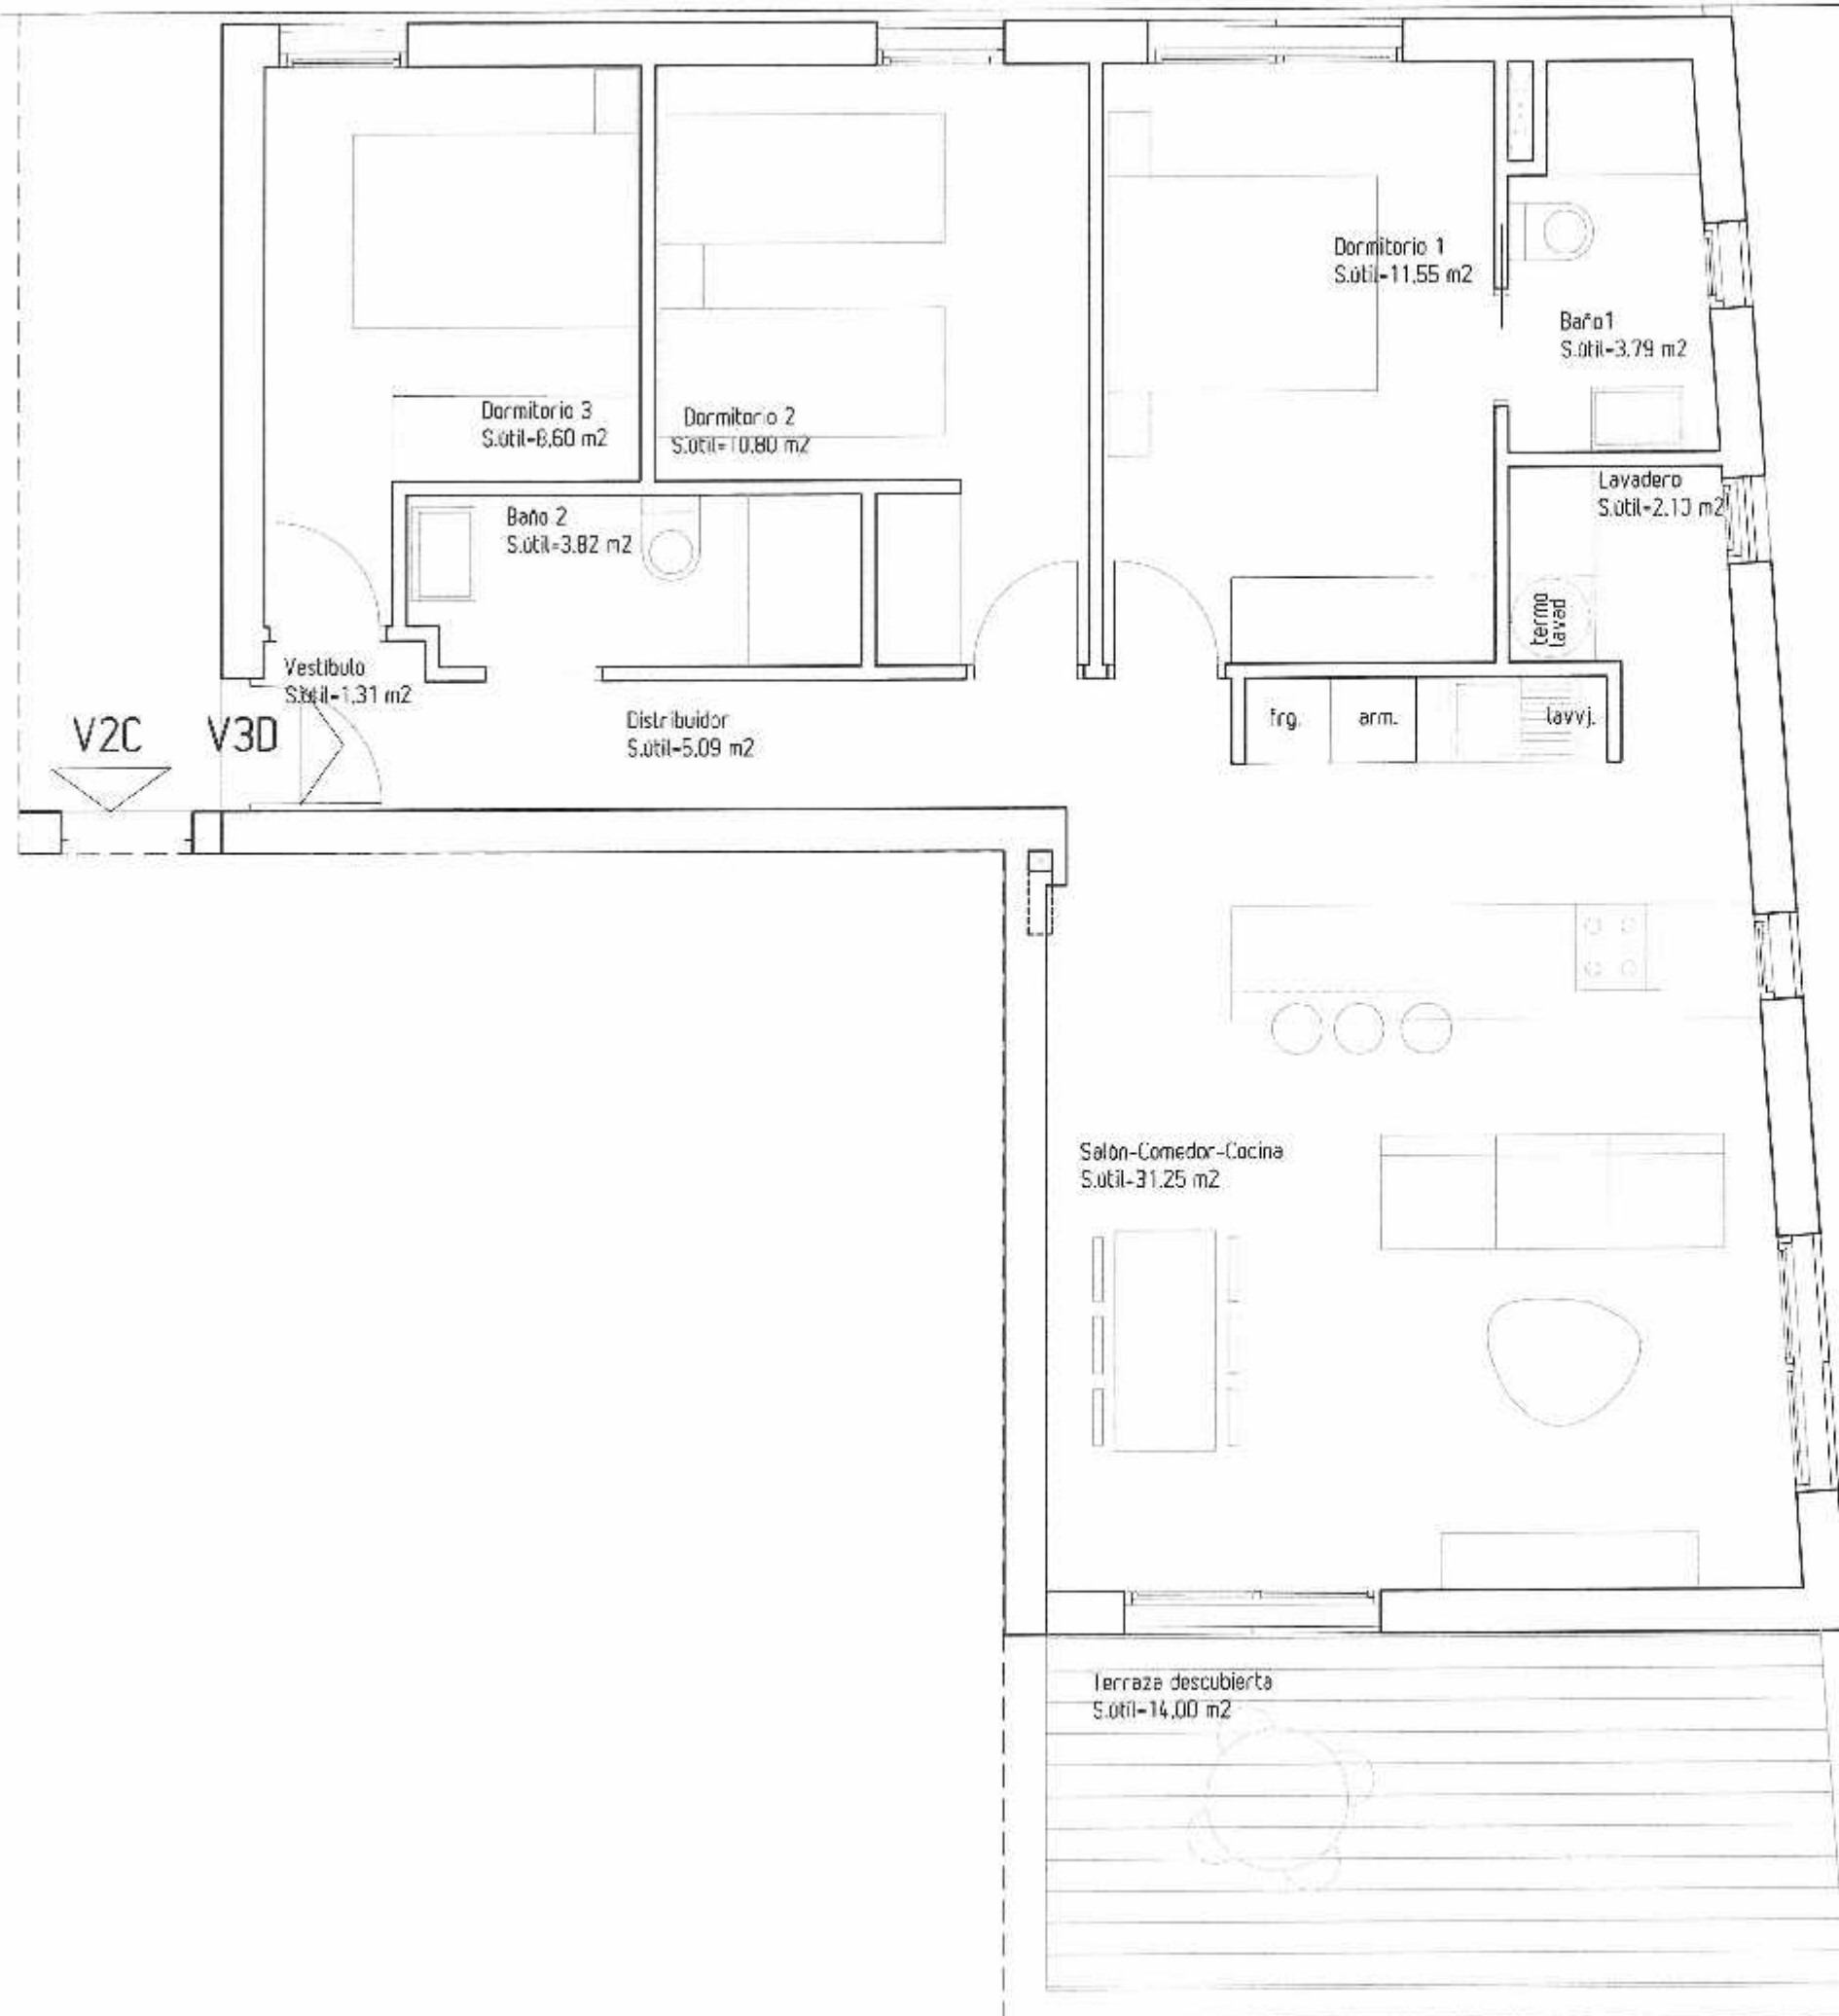 Dormitorio 1
S.útil=11,55 m2
Baño1
S.útil=3,79 m2
Dormitorio 3
S.útil=8,60 m2
Dormitorio 2
S.útil=10,80 m2
Lavadero
S.útil=2,10 m2
Baño 2
S.útil=3,82 m2
termo
lavad
Vestíbulo
S.útil=1,31 m2
V2C
V3D
Distribuidor
S.útil=5,09 m2
frg.
arm.
lavvj.
Salón-Comedor-Cocina
S.útil=31,25 m2
Terraza descubierta
S.útil=14,00 m2